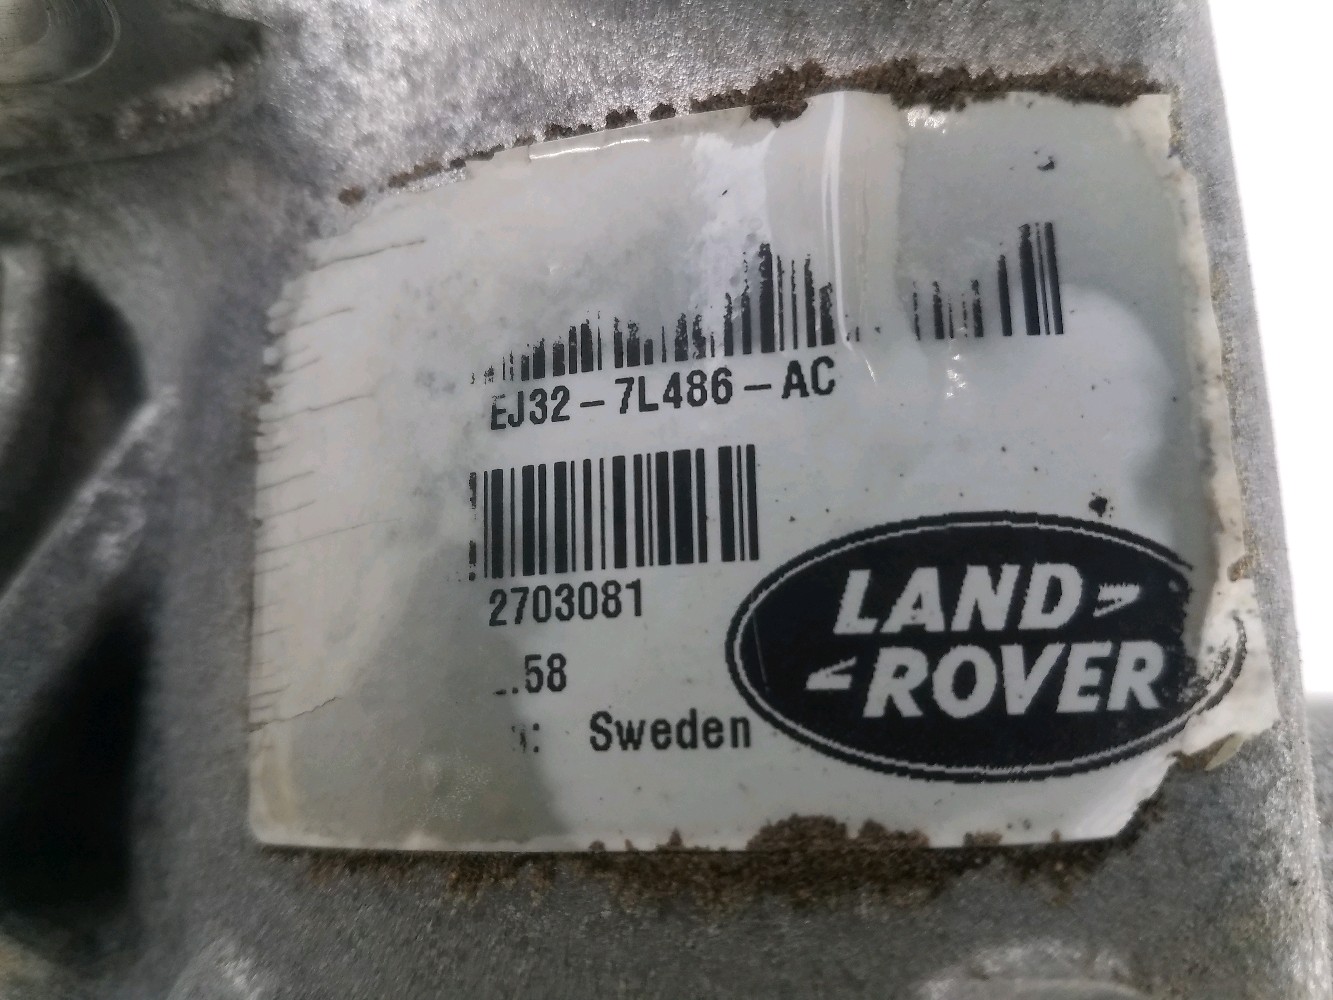 EJ32-7L486-AC
2703081
.58
: Sweden
LAND
ROVER